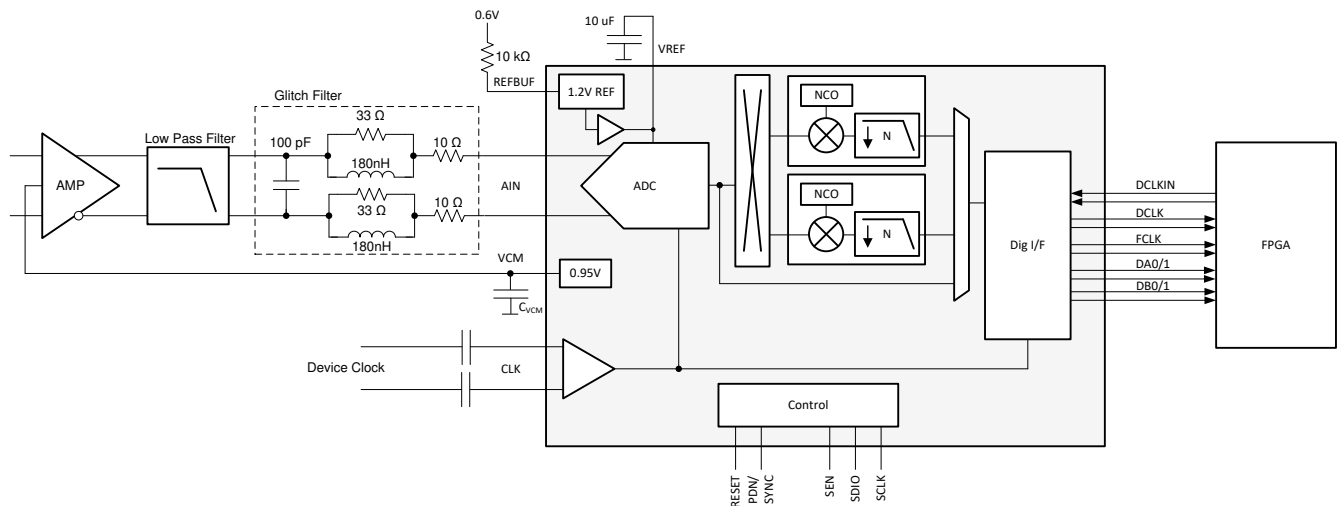 0.6V
10 uF
VREF
10 kΩ
REFBUF
1.2V REF
Glitch Filter
33 Ω
Low Pass Filter
100 pF
10 Ω
180nH
AMP
AIN
ADC
10 Ω
33 Ω
180nH
NCO
N
NCO
N
Dig I/F
DCLKIN
DCLK
FCLK
DA0/1
DB0/1
FPGA
VCM
0.95V
CVCM
Device Clock
CLK
Control
RESET
PDN/
SYNC
SEN
SDIO
SCLK